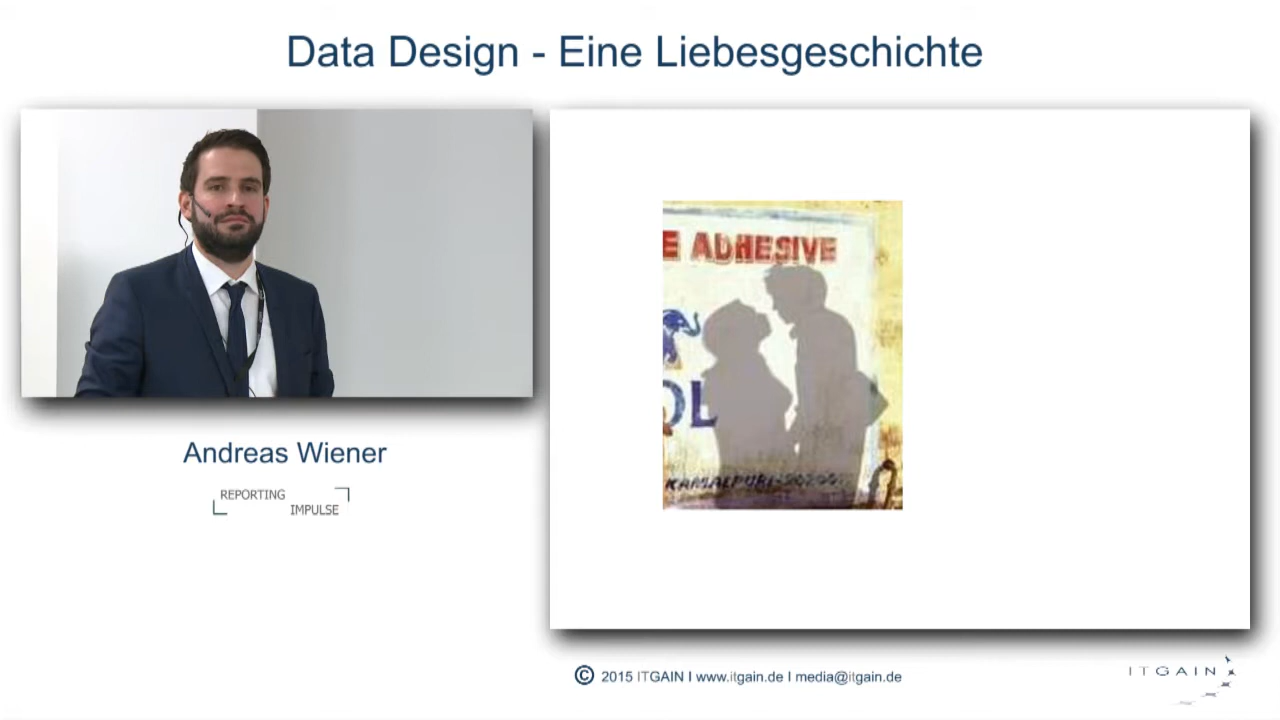 Data Design - Eine Liebesgeschichte
E ADHESIVE
OL
Andreas Wiener
REPORTING
IMPULSE
© 2015 ITGAIN I www.itgain.de I media@itgain.de
ITGAIN